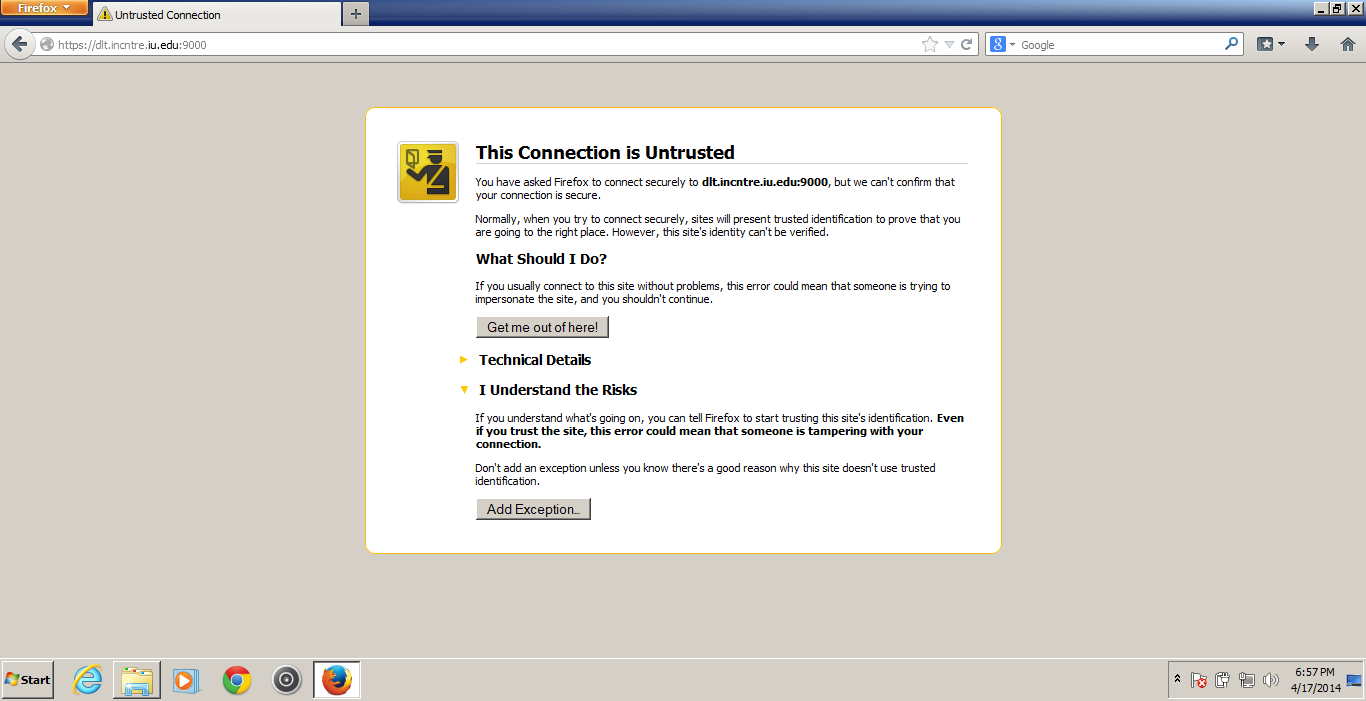 Firefox
Untrusted Connection
https://dlt.incntre.iu.edu:9000
Google
This Connection is Untrusted
You have asked Firefox to connect securely to dlt.incntre.iu.edu:9000, but we can't confirm that
your connection is secure.
Normally, when you try to connect securely, sites will present trusted identification to prove that you
are going to the right place. However, this site's identity can't be verified.
What Should I Do?
If you usually connect to this site without problems, this error could mean that someone is trying to
impersonate the site, and you shouldn't continue.
Get me out of here!
Technical Details
I Understand the Risks
If you understand what's going on, you can tell Firefox to start trusting this site's identification. Even
if you trust the site, this error could mean that someone is tampering with your
connection.
Don't add an exception unless you know there's a good reason why this site doesn't use trusted
identification.
Add Exception...
Start
6:57 PM
4/17/2014